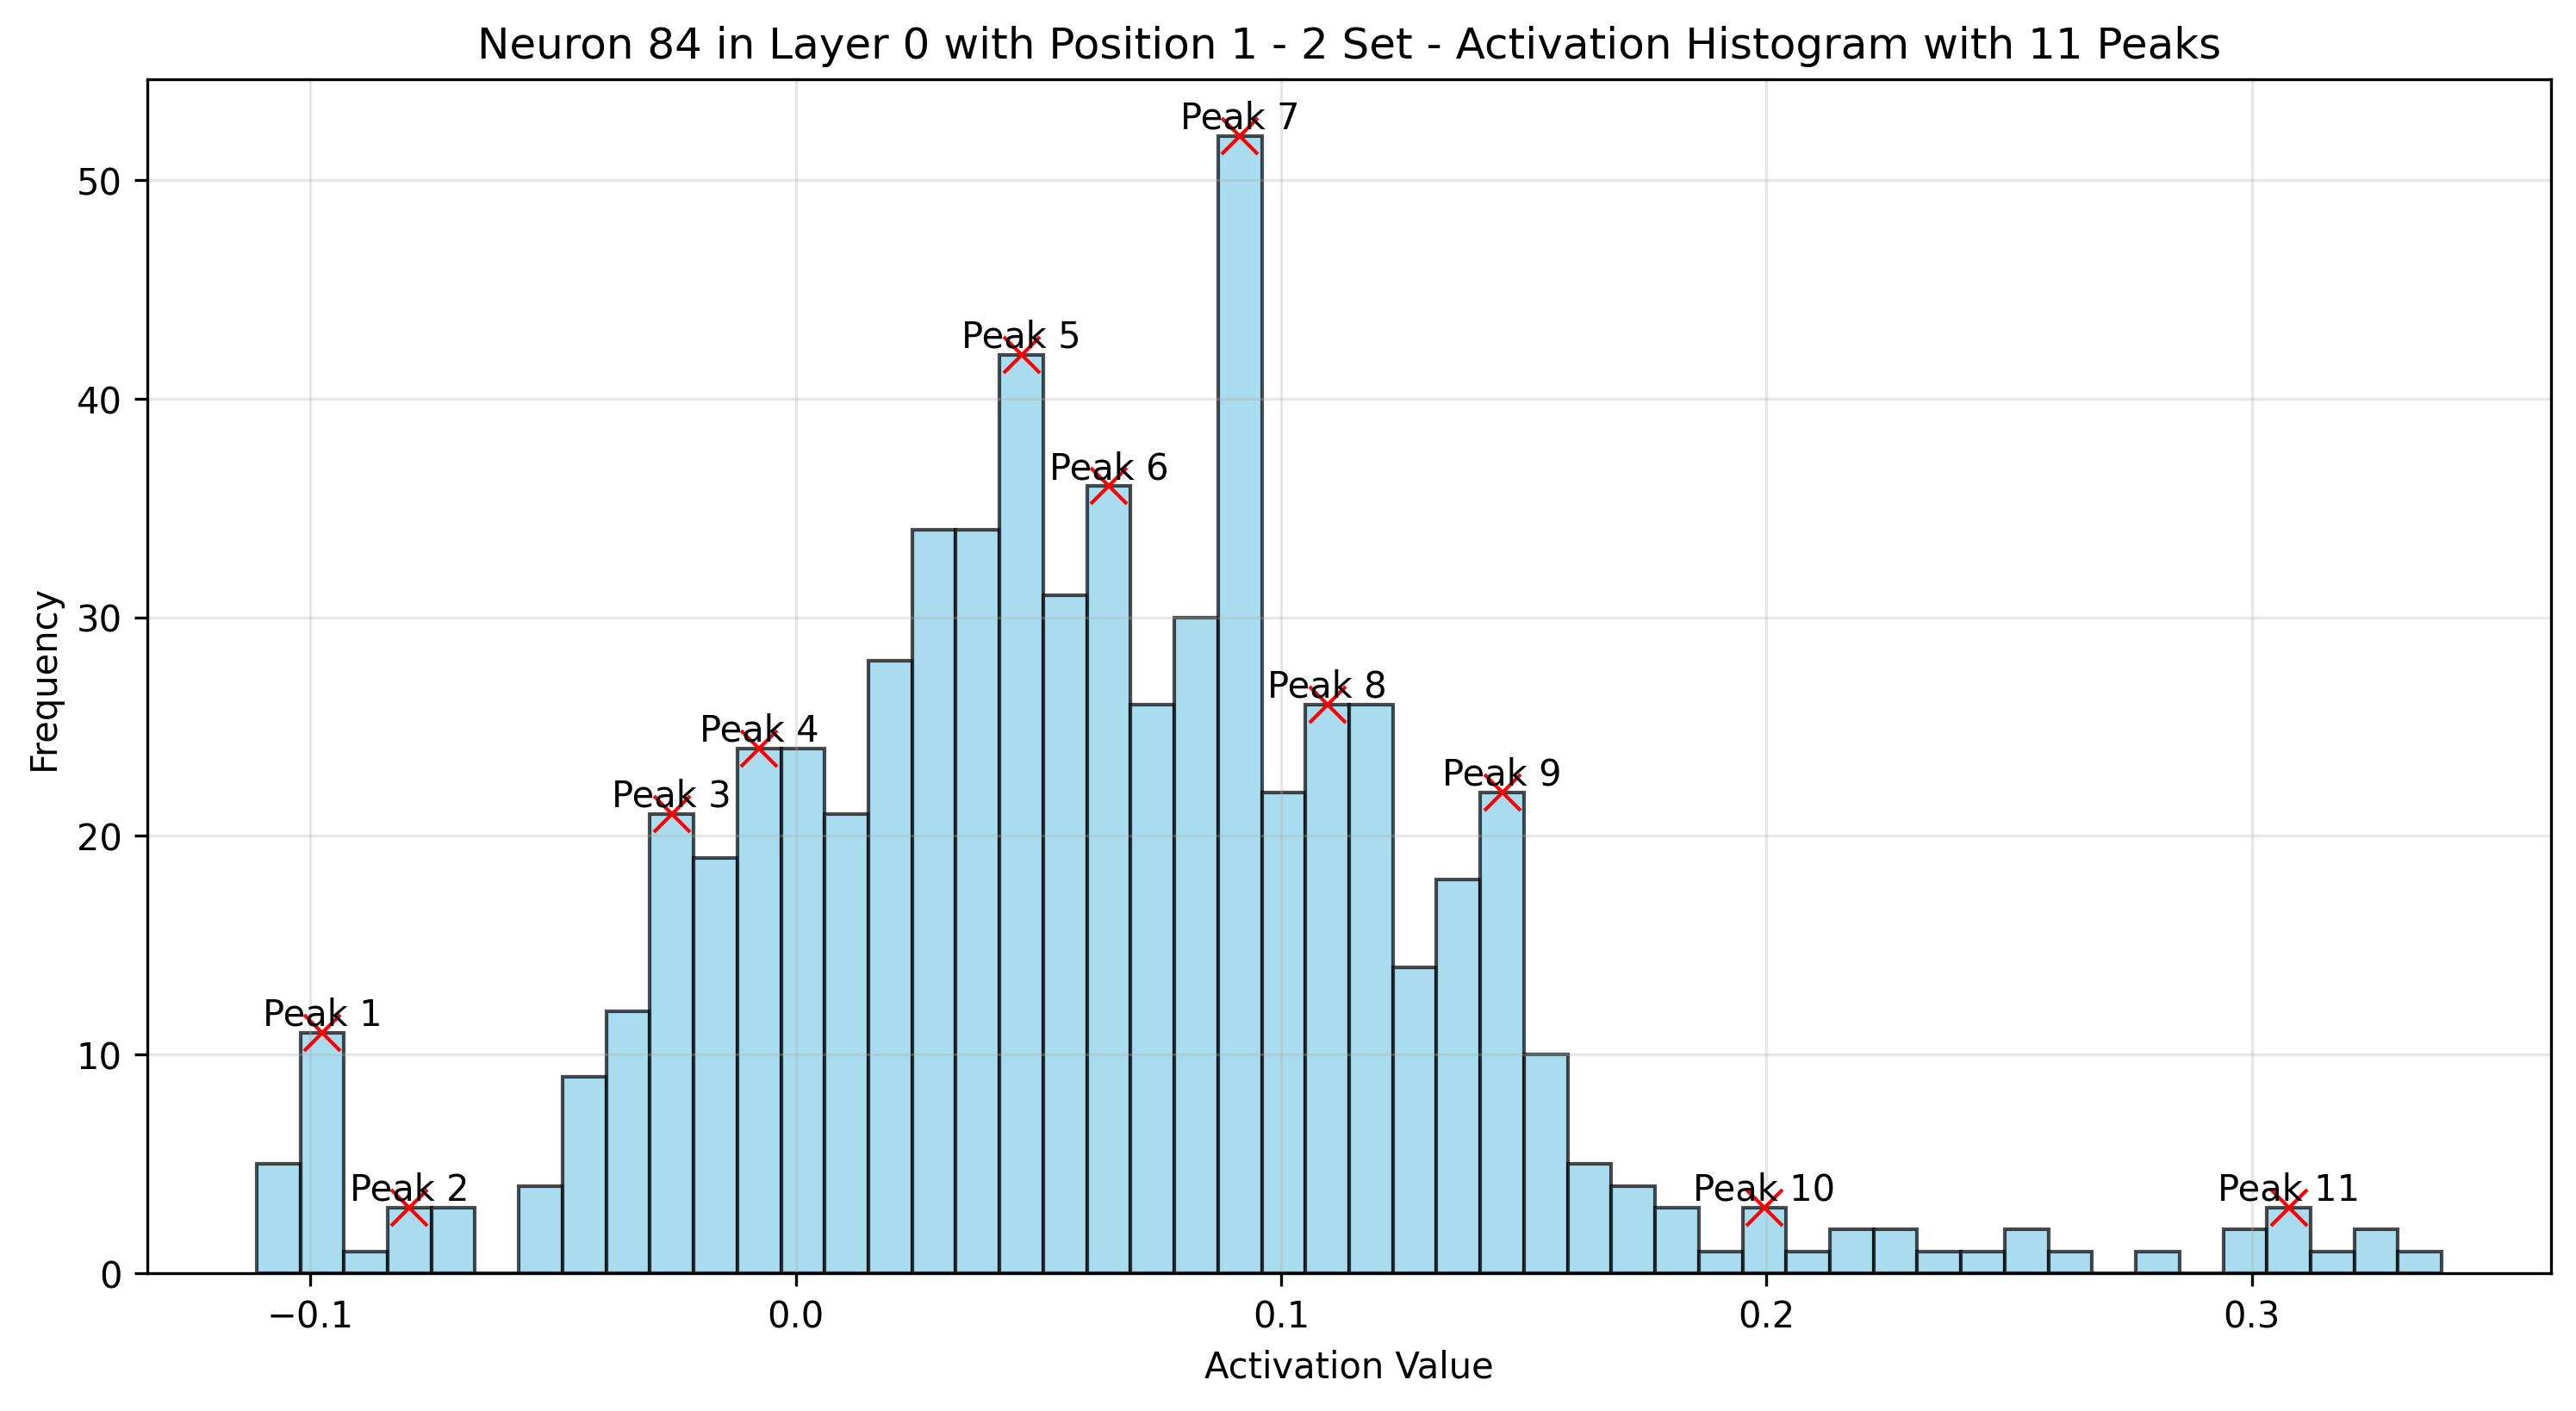 Neuron 84 in Layer 0 with Position 1 - 2 Set - Activation Histogram with 11 Peaks
Peak 7
50
Peak 5
40
Peak 6
30
Peak 8
Peak 4
Peak 9
Peak 3
20
Peak 1
10
Peak 2
Peak 10
Peak 11
0
−0.1
0.0
0.1
0.2
0.3
Frequency
Activation Value